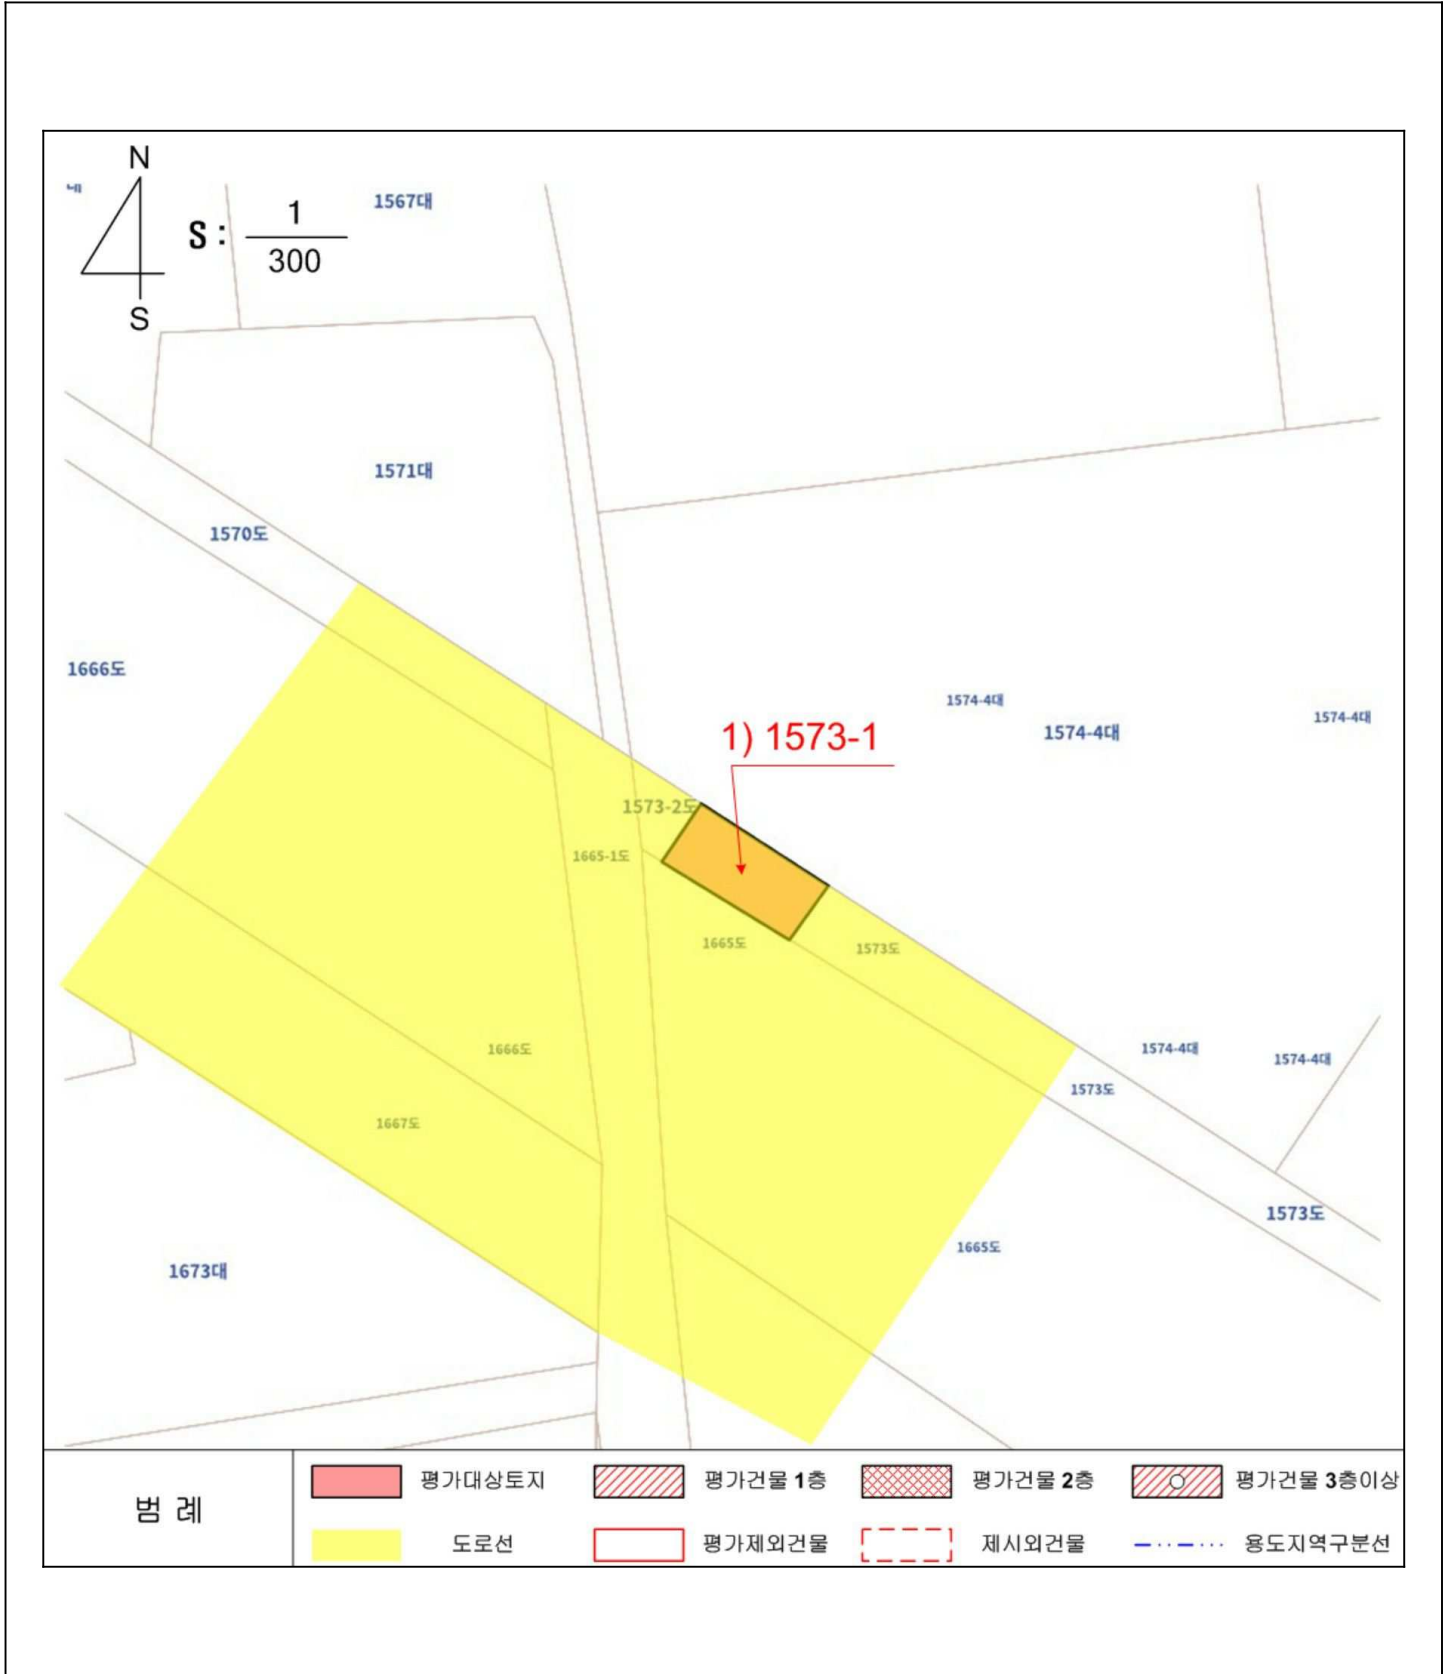 N
S :
1
300
S
1567대
1571대
1570도
1666도
1574-4대
1574-4대
1574-4대
1) 1573-1
1573-2도
1665-1도
1665도
1573도
1666도
1574-4대
1574-4대
1573도
1667도
1573도
1665도
1673대
범 례
평가대상토지
평가건물 1층
평가건물 2층
평가건물 3층이상
도로선
평가제외건물
제시외건물
용도지역구분선